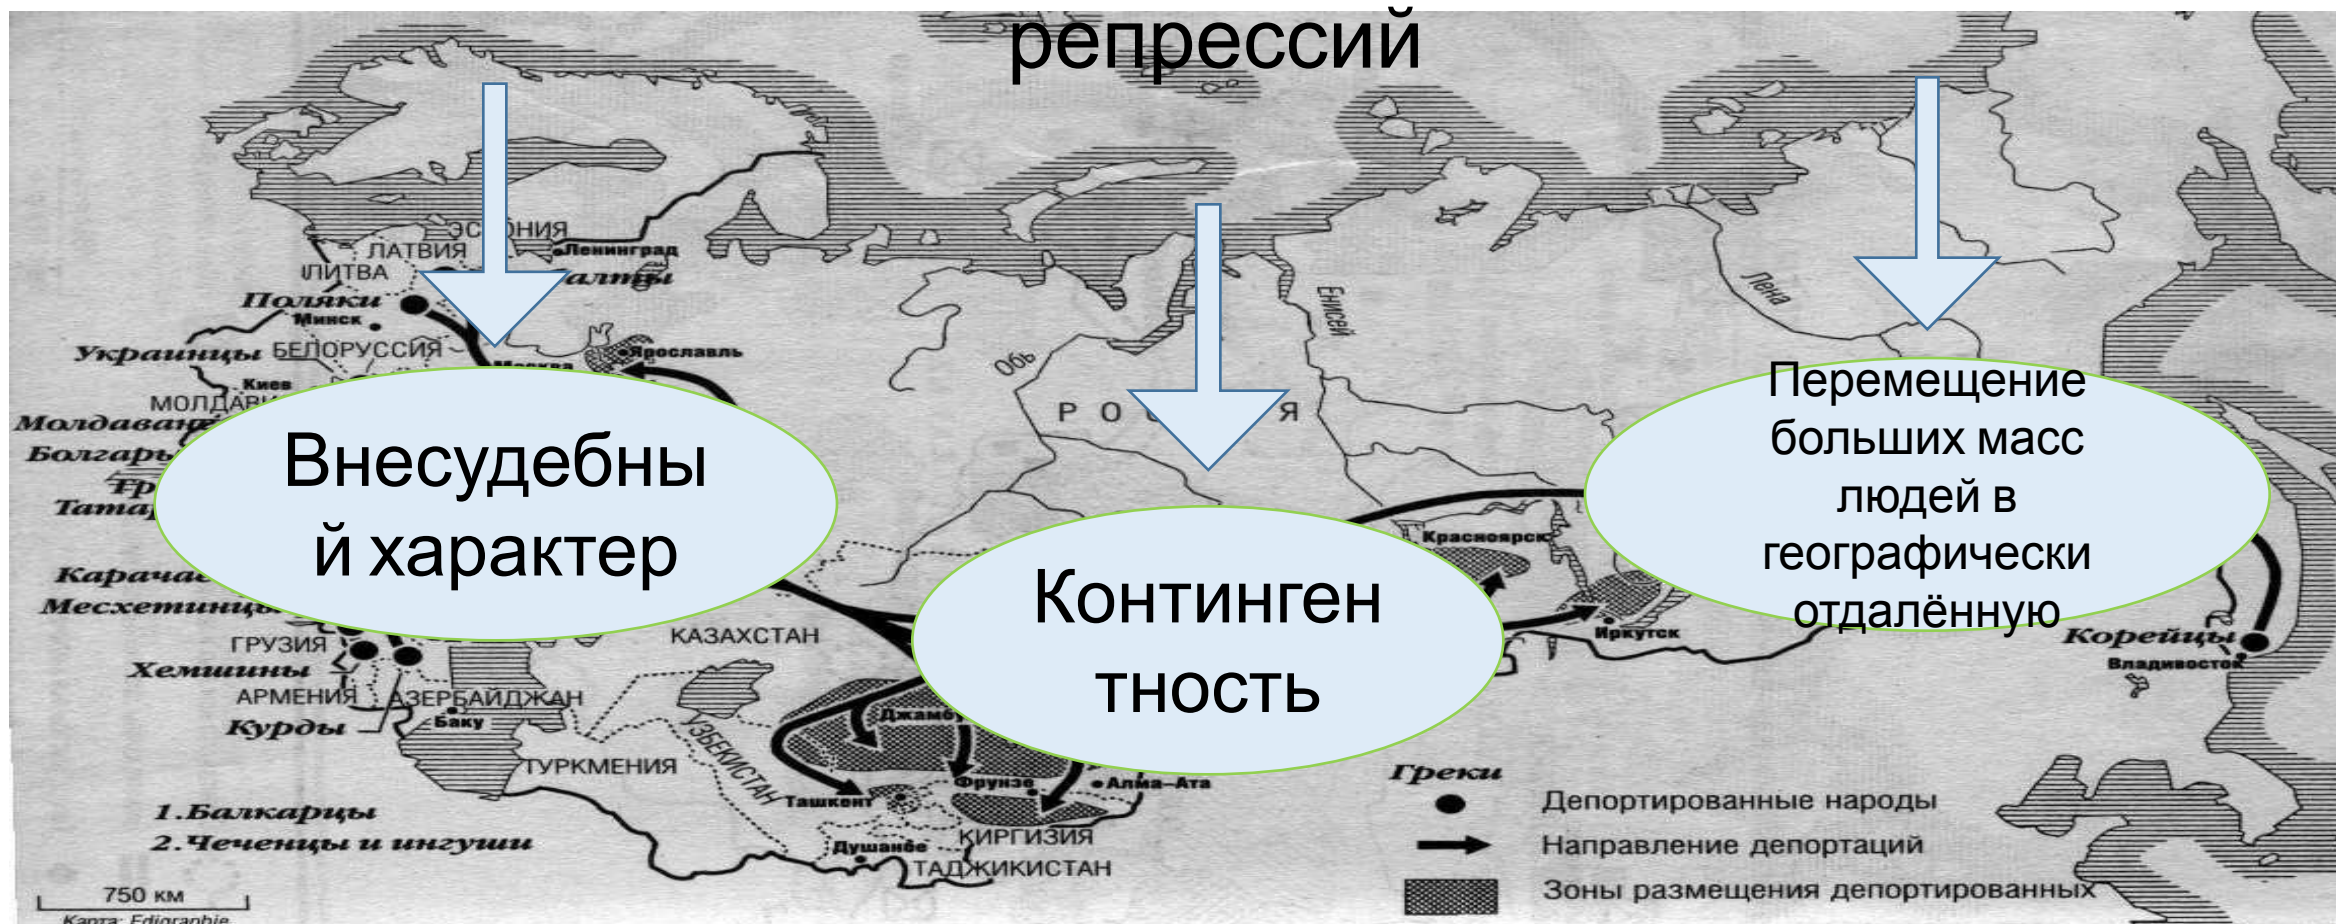 репрессий
ЛАТВИЯ
Ленинград
ЛИТВА
Поляки
Минск
Енисей
Лена
Украинцы
БЕЛОРУССИЯ
Ярославль
Обь
Киев
Внесудебны
й характер
Континген
тность
Перемещение
больших масс
людей в
географически
отдалённую
Красноярск
Иркутск
Корейцы
Владивосток
КАЗАХСТАН
ГРУЗИЯ
Хемшины
АРМЕНИЯ
АЗЕРБАЙДЖАН
Баку
Курды
ТУРКМЕНИЯ
УЗБЕКИСТАН
Ташкент
Фрунзе
Алма-Ата
КИРГИЗИЯ
Душанбе
ТАДЖИКИСТАН
1.Балкарцы
2.Чеченцы и ингуши
750 км
Карта: Edigraphie
Греки
Депортированные народы
Направление депортаций
Зоны размещения депортированных